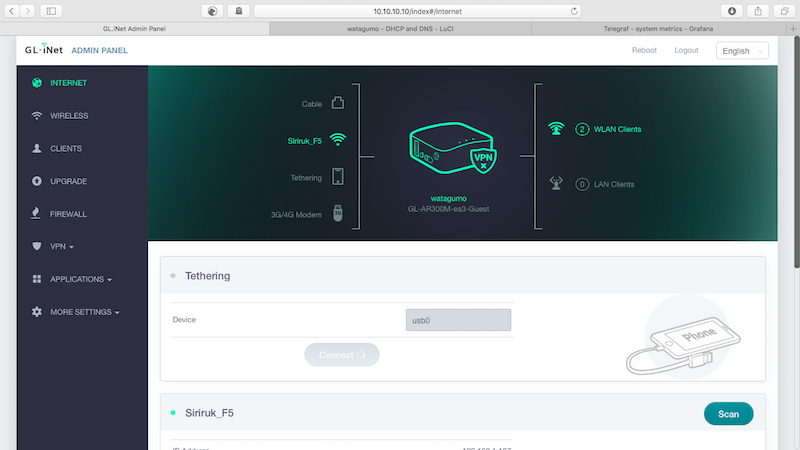 10.10.10.10/index#/internet
GL.iNet Admin Panel
watagumo - DHCP and DNS - LuCI
Telegraf - system metrics - Grafana
GL·iNet ADMIN PANEL
Reboot
Logout
English
INTERNET
WIRELESS
CLIENTS
UPGRADE
FIREWALL
VPN
APPLICATIONS
MORE SETTINGS
Cable
Siriruk_F5
Tethering
3G/4G Modem
3G
VPN
x
watagumo
GL-AR300M-ea3-Guest
2 WLAN Clients
0 LAN Clients
Tethering
Device
usb0
Connect
Phone
Siriruk_F5
Scan